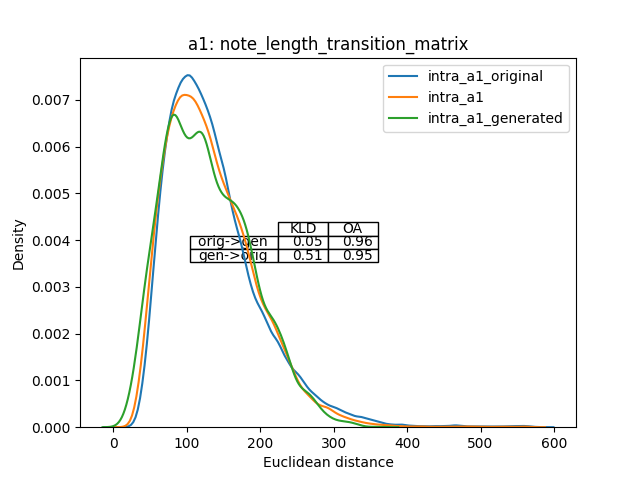 a1: note_length_transition_matrix
intra_a1_original
intra_a1
intra_a1_generated
0.007
0.006
0.005
0.004
0.003
0.002
0.001
0.000
Density
KLD OA
orig->gen 0.05 0.96
gen->orig 0.51 0.95
0 100 200 300 400 500 600
Euclidean distance